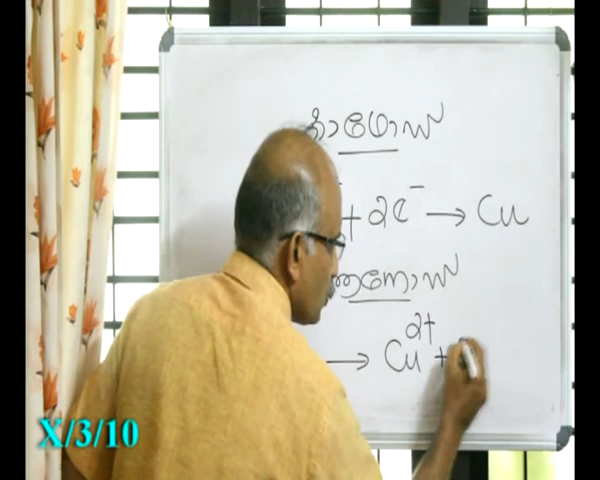 കാഥോഡ്
+ 2e⁻ → Cu
ആനോഡ്
→ Cu²⁺ +
X/3/10